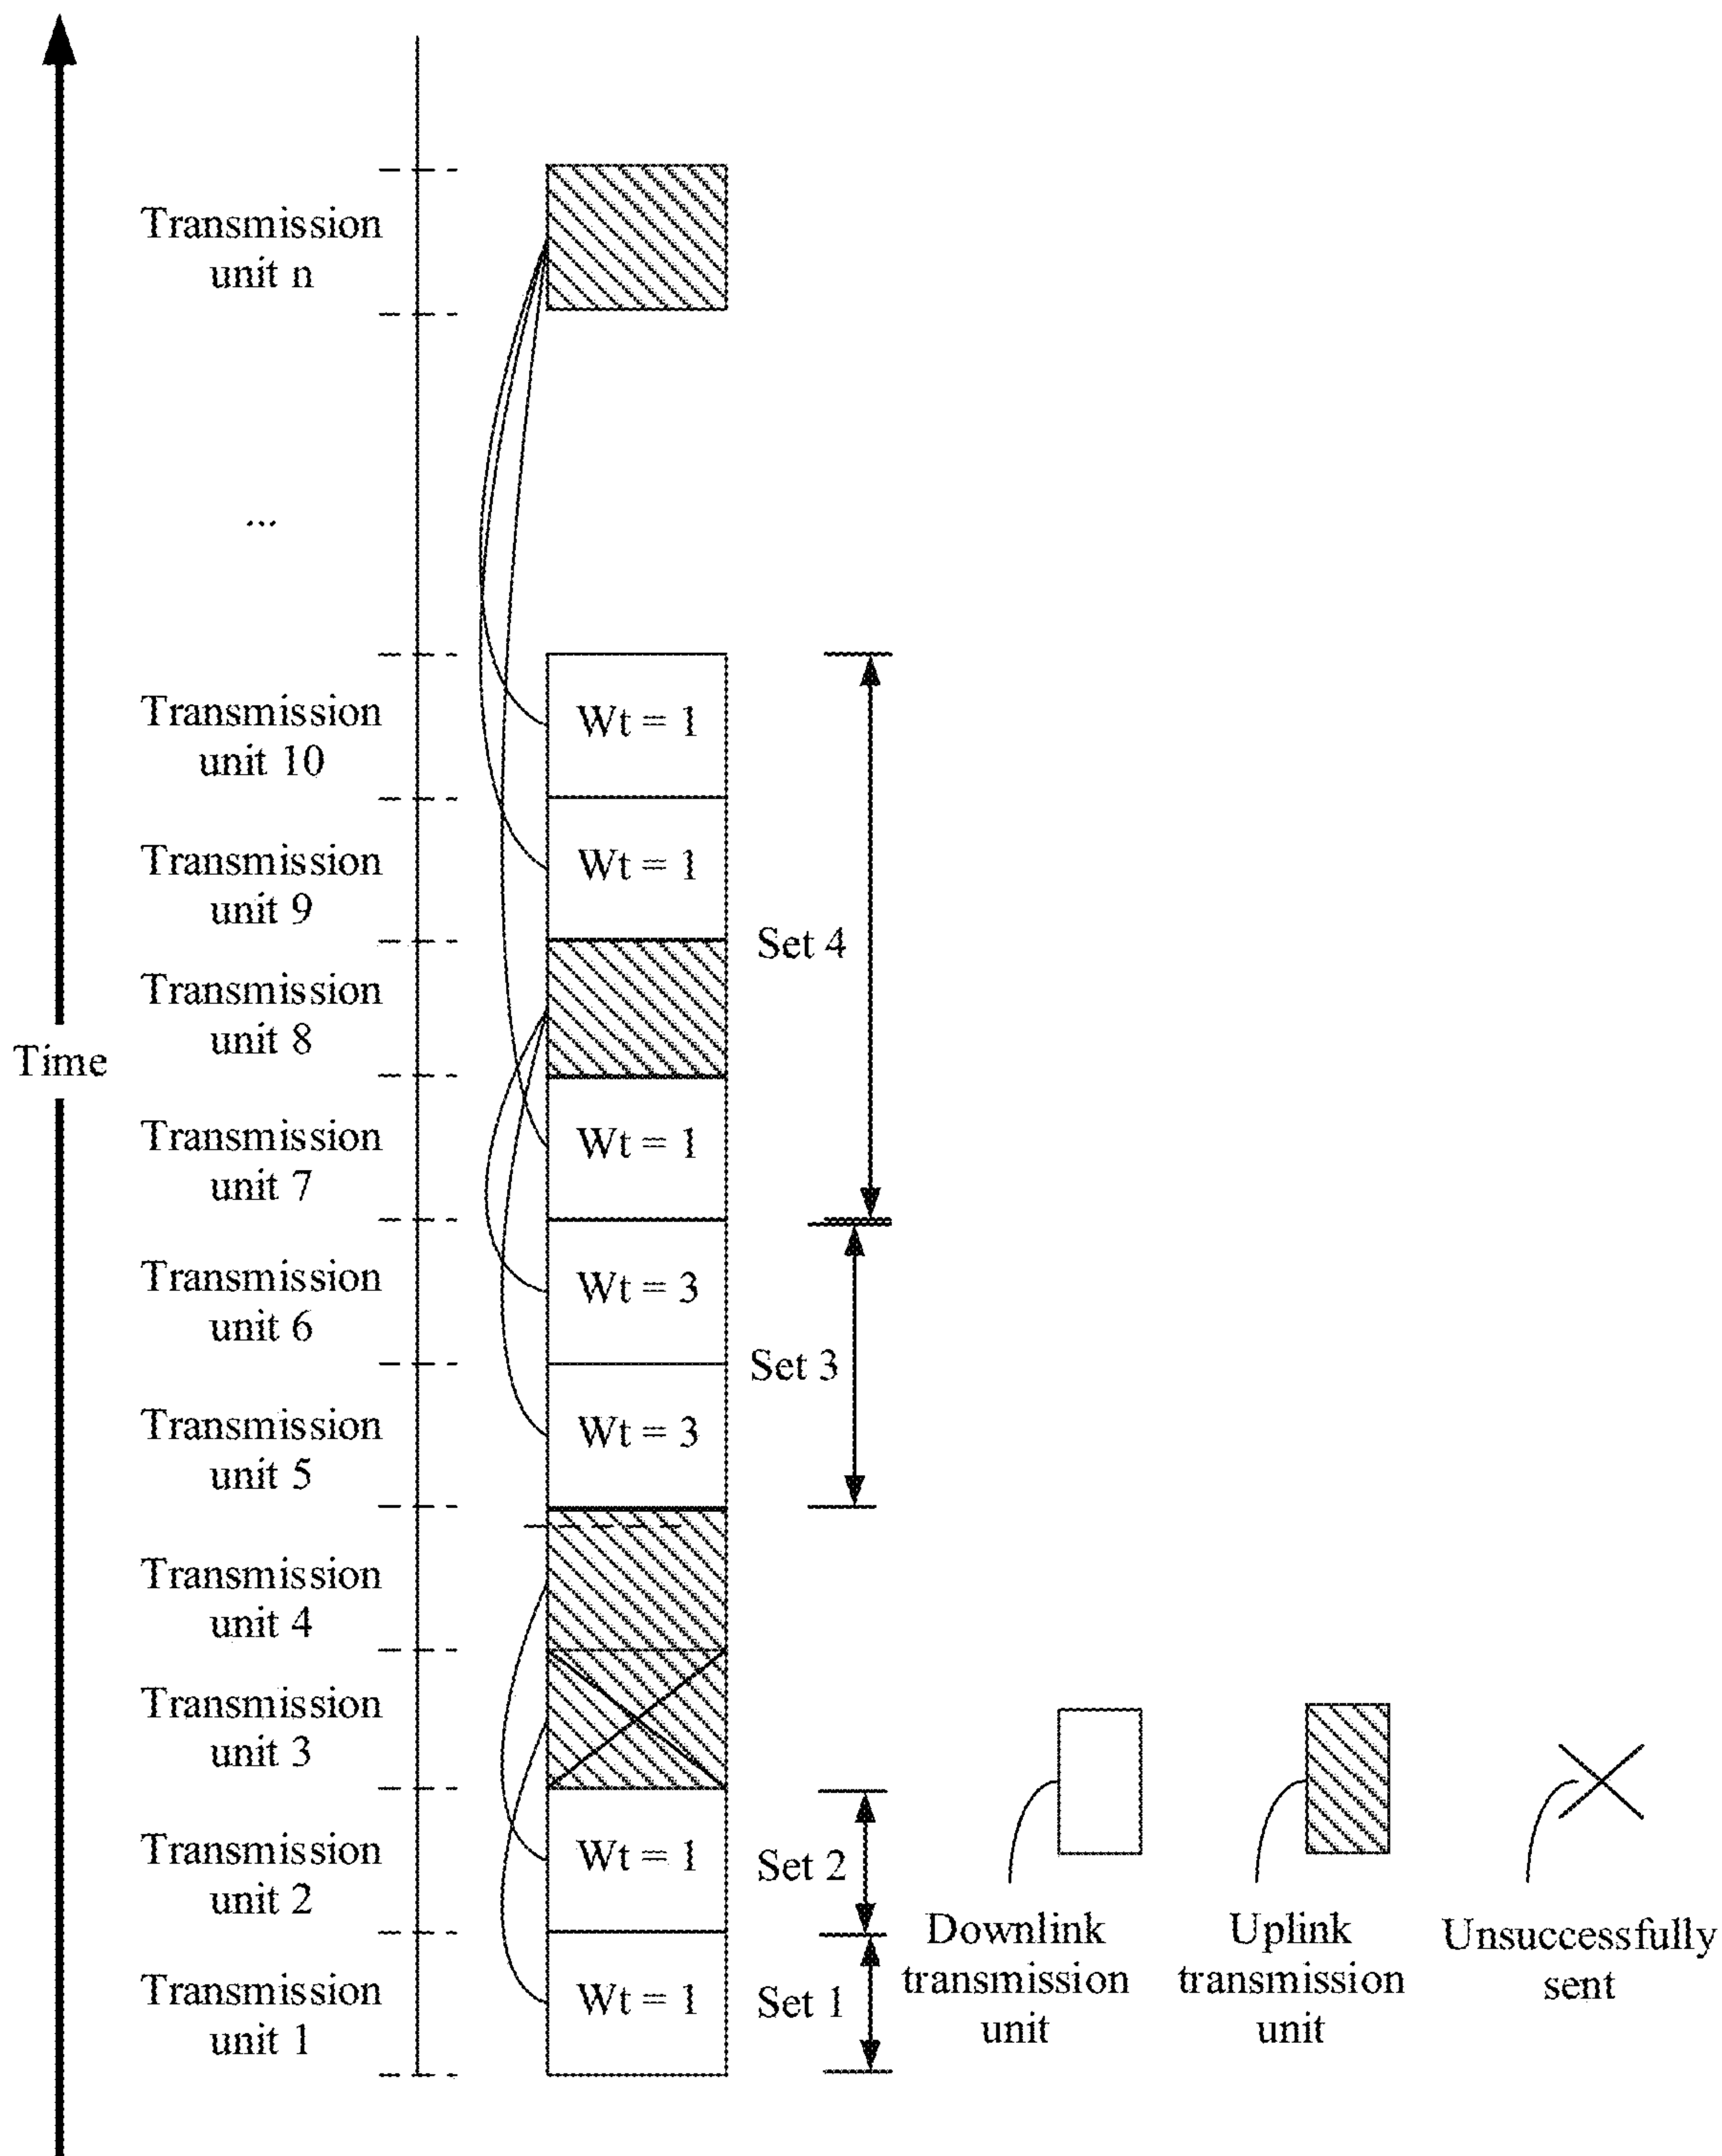 Transmission
unit n
...
Transmission
unit 10
Wt = 1
Transmission
unit 9
Wt = 1
Set 4
Transmission
unit 8
Time
Transmission
unit 7
Wt = 1
Transmission
unit 6
Wt = 3
Set 3
Transmission
unit 5
Wt = 3
Transmission
unit 4
Transmission
unit 3
Transmission
unit 2
Wt = 1
Set 2
Transmission
unit 1
Wt = 1
Set 1
Downlink
transmission
unit
Uplink
transmission
unit
Unsuccessfully
sent